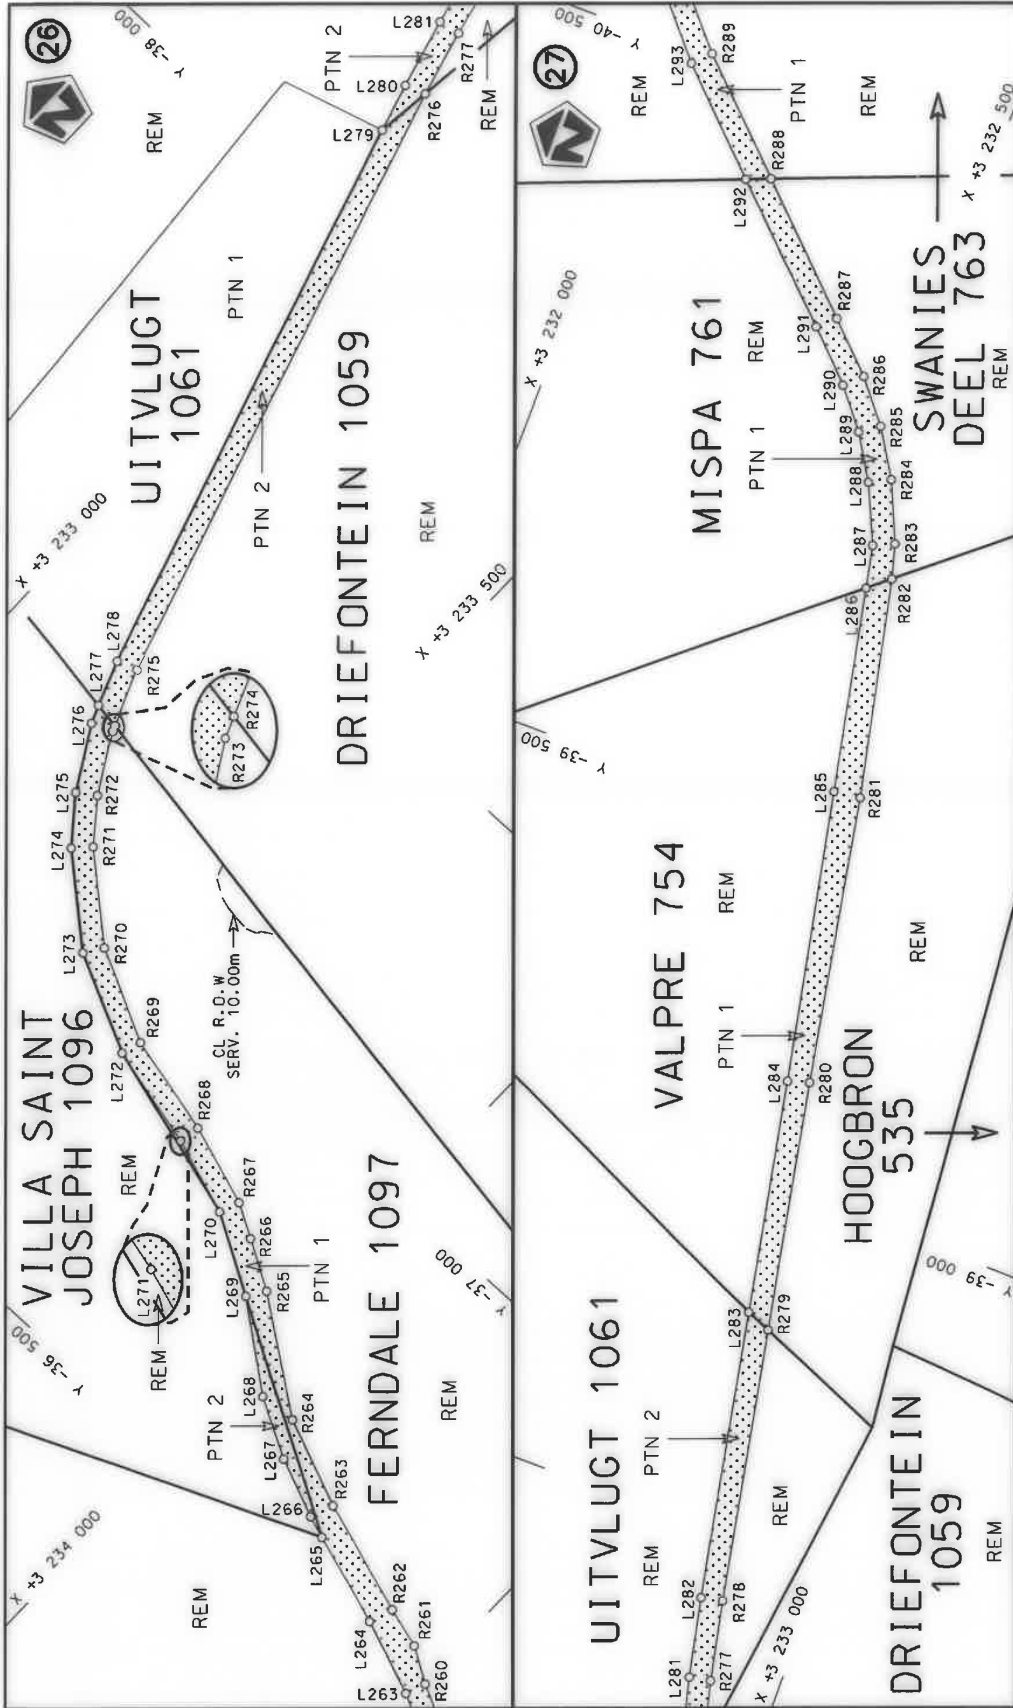 26
N
Y -38 000
REM
L281
PTN 2
L280
R277
R276
REM
L279
UITVLUGT
1061
PTN 1
PTN 2
X +3 233 000
DRIEFONTEIN 1059
REM
X +3 233 500
L278
L277
R275
L276
R274
R273
L275
R272
L274
R271
L273
R270
CL R.O.W
SERV. 10.00m
VILLA SAINT
JOSEPH 1096
REM
L272
R269
R268
L271
REM
L270
R267
R266
PTN 1
L269
R265
FERNDALE 1097
REM
Y -37 000
Y -36 500
L268
PTN 2
R264
L267
R263
L266
L265
X +3 234 000
REM
R262
L264
R261
R260
L263
27
N
Y -40 500
L293
R289
PTN 1
REM
R288
L292
X +3 232 500
X +3 232 000
MISPA 761
REM
PTN 1
SWANIES
DEEL 763
REM
R287
L291
R286
L290
R285
L289
R284
L288
R283
L287
R282
L286
Y -39 500
VALPRE 754
REM
PTN 1
L285
R281
REM
L284
R280
HOOGBRON
535
Y -39 000
L283
R279
UITVLUGT 1061
REM
PTN 2
REM
L282
R278
L281
R277
X +3 233 000
DRIEFONTEIN
1059
REM